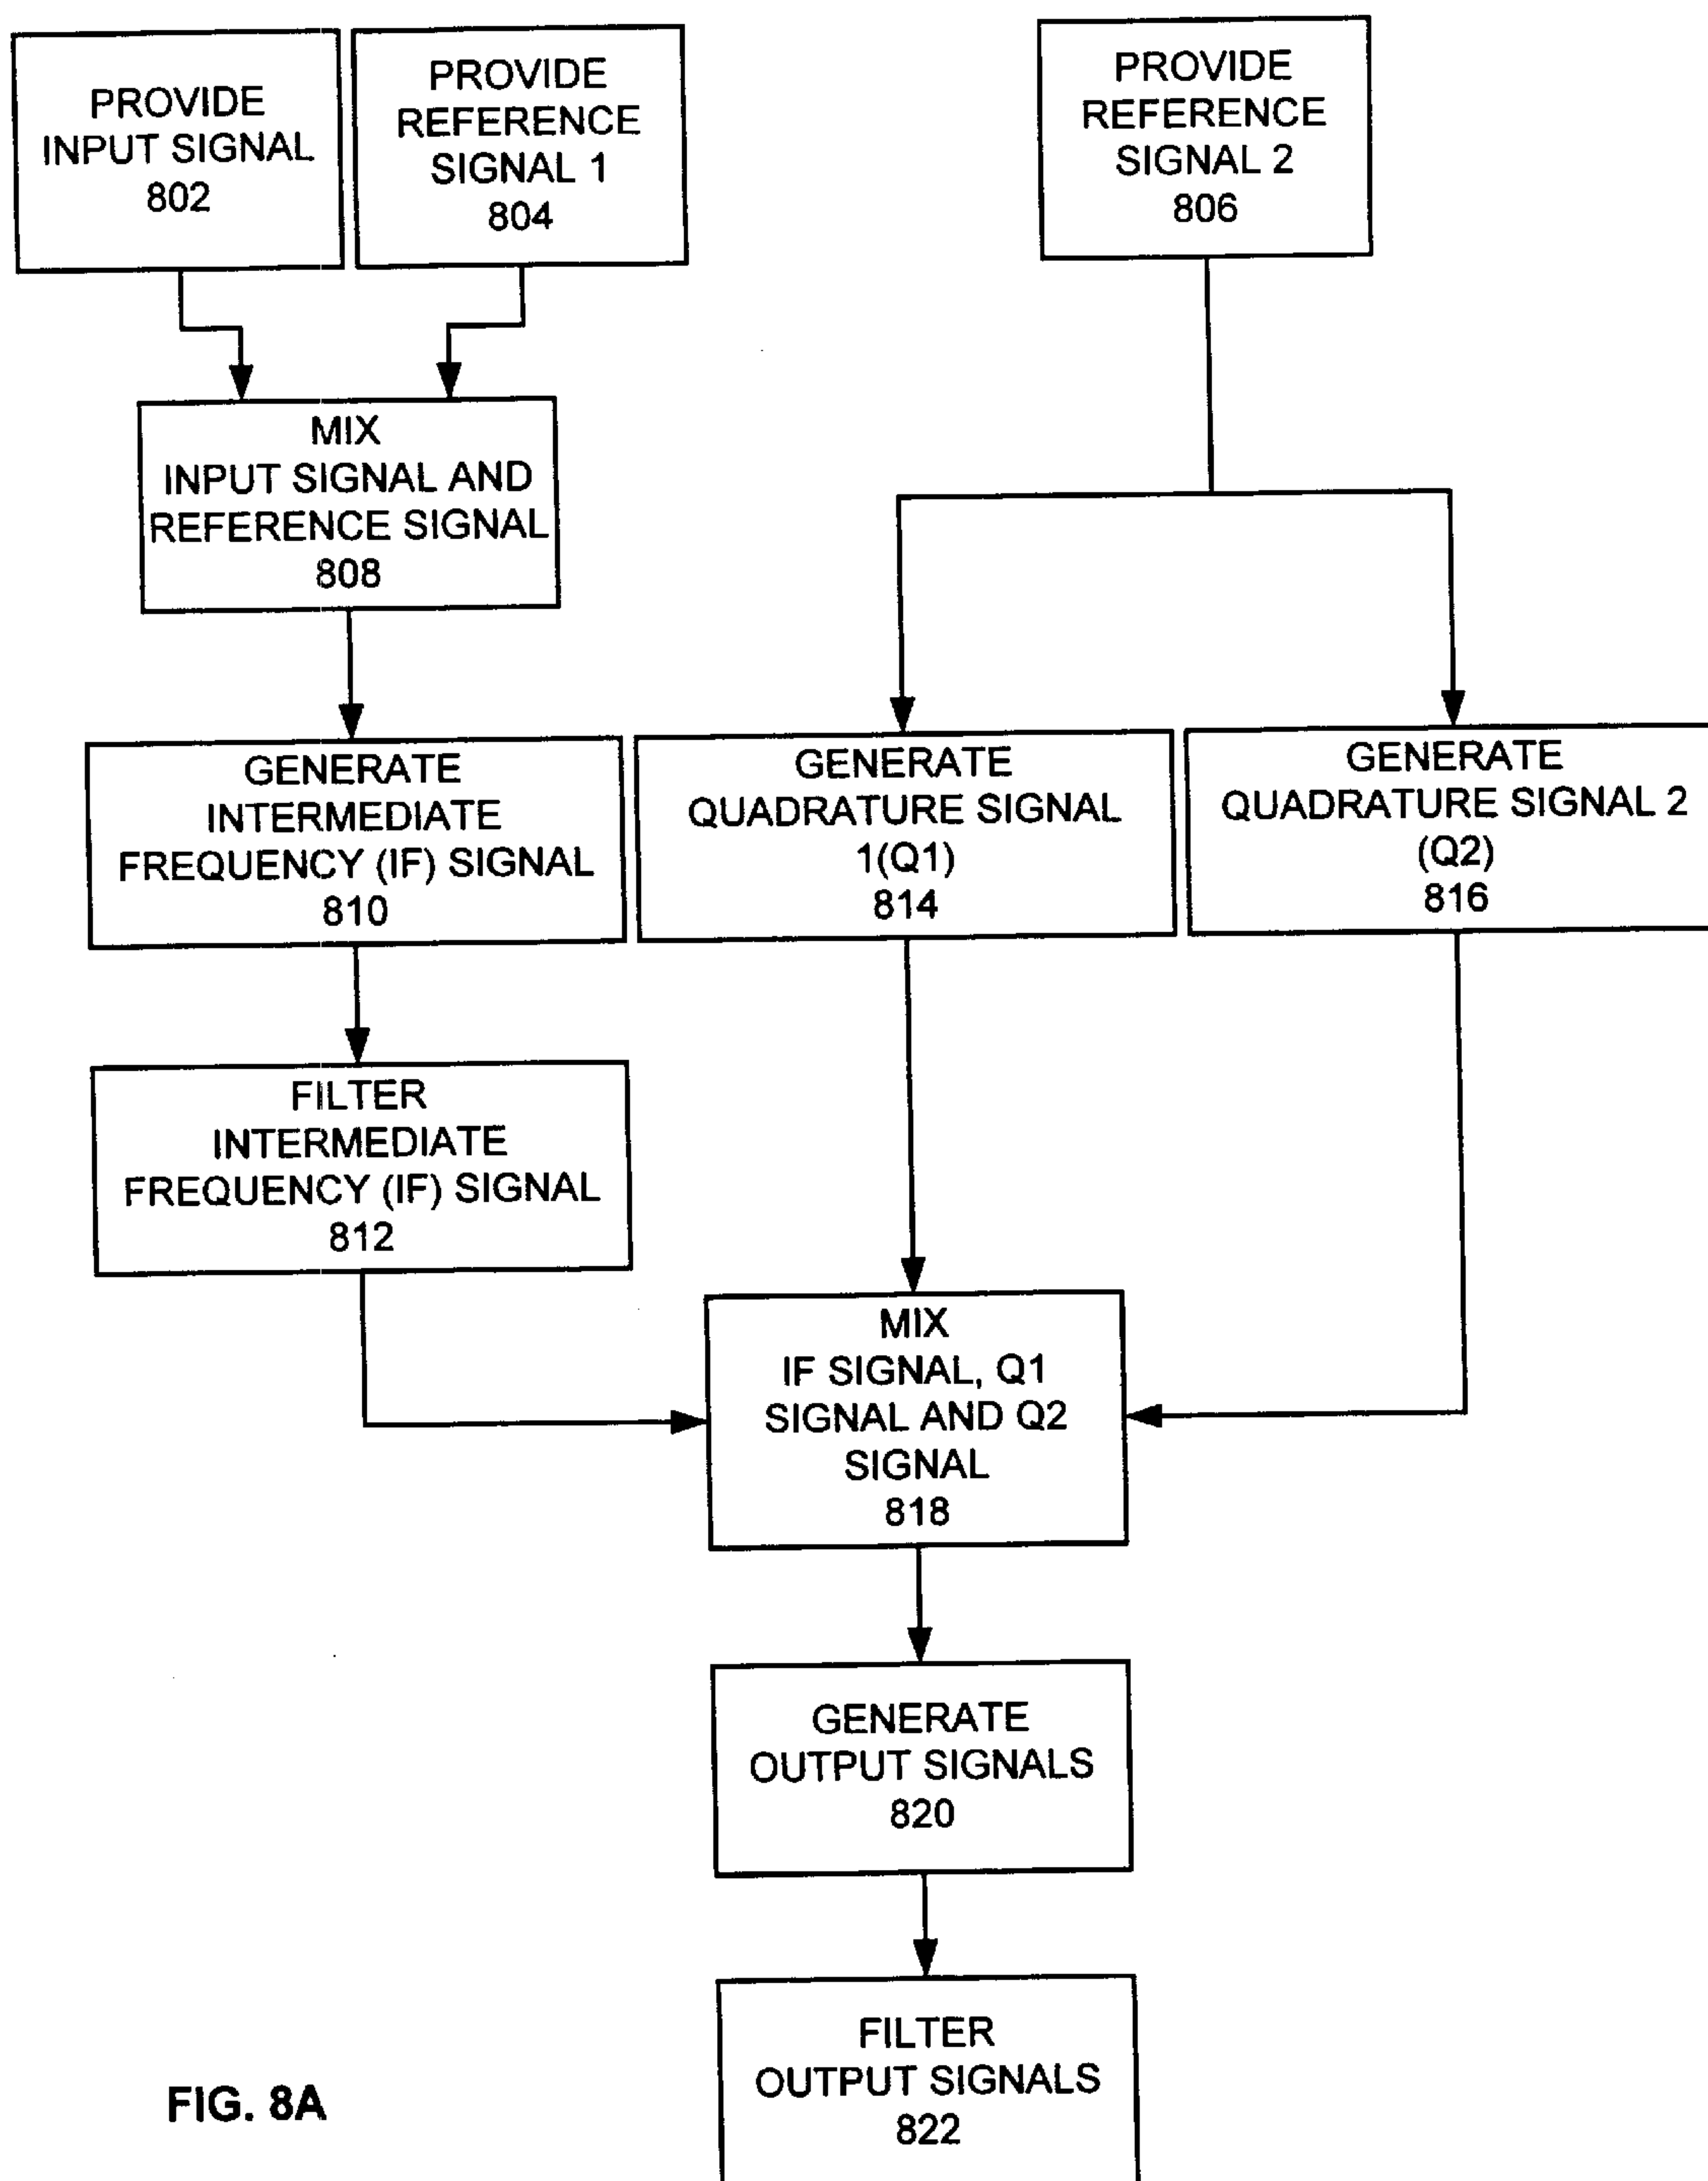 PROVIDE
INPUT SIGNAL
802
PROVIDE
REFERENCE
SIGNAL 1
804
PROVIDE
REFERENCE
SIGNAL 2
806
MIX
INPUT SIGNAL AND
REFERENCE SIGNAL
808
GENERATE
INTERMEDIATE
FREQUENCY (IF) SIGNAL
810
GENERATE
QUADRATURE SIGNAL
1(Q1)
814
GENERATE
QUADRATURE SIGNAL 2
(Q2)
816
FILTER
INTERMEDIATE
FREQUENCY (IF) SIGNAL
812
MIX
IF SIGNAL, Q1
SIGNAL AND Q2
SIGNAL
818
GENERATE
OUTPUT SIGNALS
820
FILTER
OUTPUT SIGNALS
822
FIG. 8A